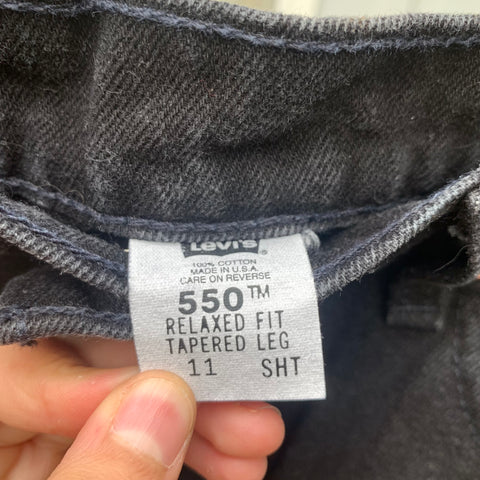 Levi's
100% COTTON
MADE IN U.S.A.
CARE ON REVERSE
550™
RELAXED FIT
TAPERED LEG
11 SHT